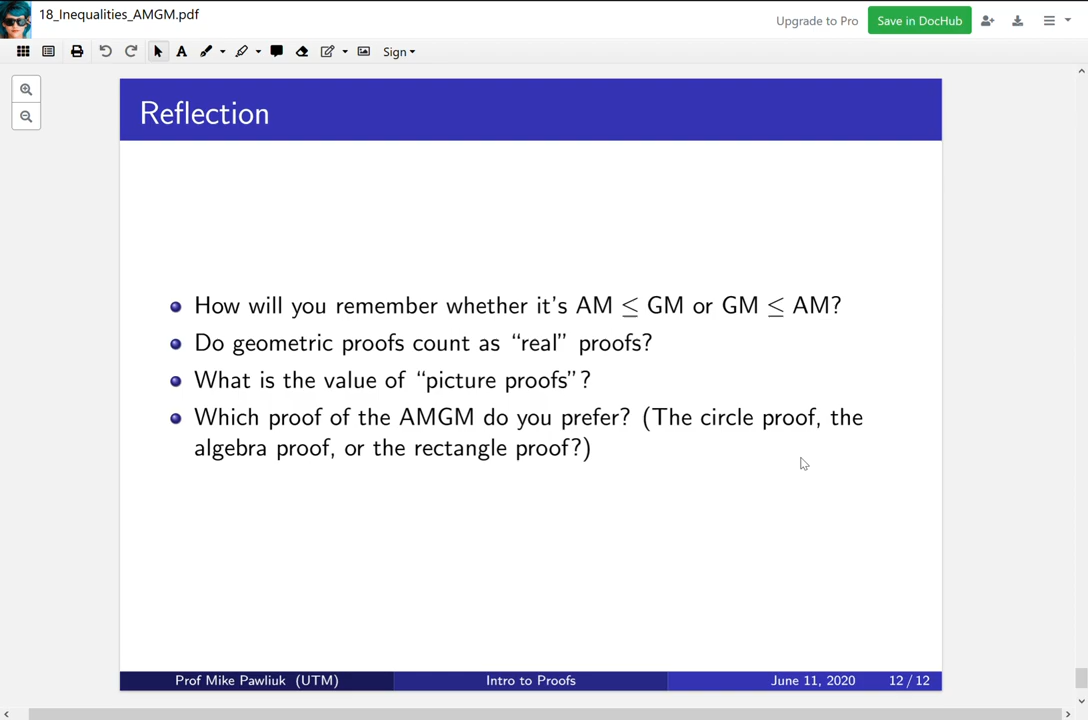 18_Inequalities_AMGM.pdf
Upgrade to Pro
Save in DocHub
A
Sign
Reflection
How will you remember whether it's AM ≤ GM or GM ≤ AM?
Do geometric proofs count as “real” proofs?
What is the value of “picture proofs”?
Which proof of the AMGM do you prefer? (The circle proof, the
algebra proof, or the rectangle proof?)
Prof Mike Pawliuk (UTM)
Intro to Proofs
June 11, 2020
12 / 12